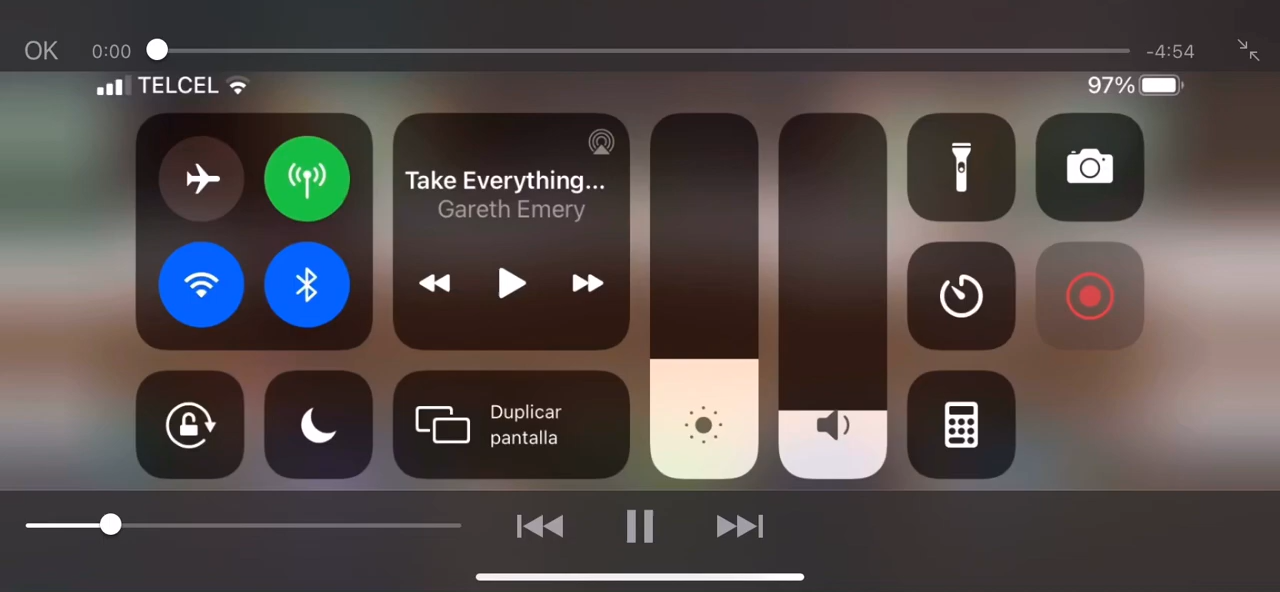 OK 0:00 -4:54
TELCEL 97%
Take Everything...
Gareth Emery
Duplicar
pantalla